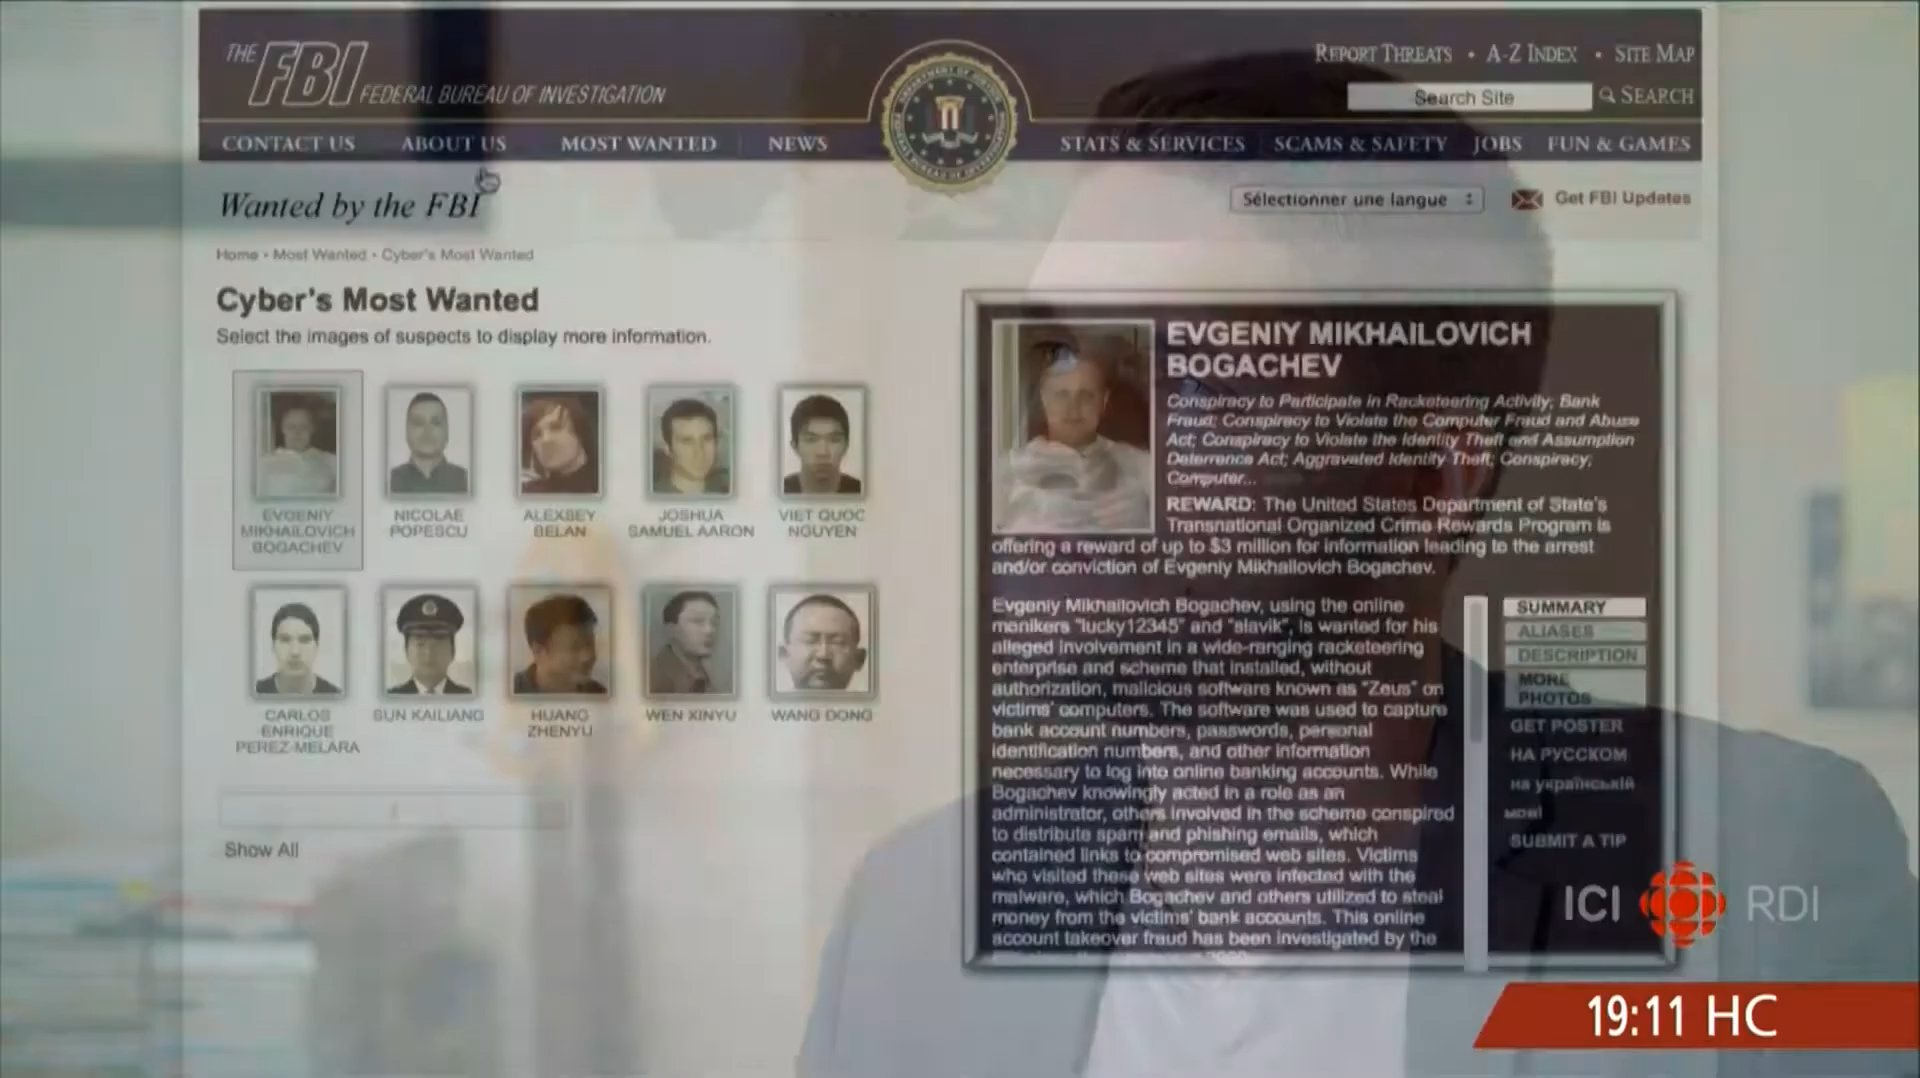 THE FBI FEDERAL BUREAU OF INVESTIGATION
REPORT THREATS • A-Z INDEX • SITE MAP
Search Site SEARCH
CONTACT US ABOUT US MOST WANTED NEWS STATS & SERVICES SCAMS & SAFETY JOBS FUN & GAMES
Wanted by the FBI
Sélectionner une langue Get FBI Updates
Home • Most Wanted • Cyber's Most Wanted
Cyber's Most Wanted
Select the images of suspects to display more information.
EVGENIY
MIKHAILOVICH
BOGACHEV
NICOLAE
POPESCU
ALEXSEY
BELAN
JOSHUA
SAMUEL AARON
VIET QUOC
NGUYEN
CARLOS
ENRIQUE
PEREZ-MELARA
SUN KAILIANG
HUANG
ZHENYU
WEN XINYU
WANG DONG
Show All
EVGENIY MIKHAILOVICH
BOGACHEV
Conspiracy to Participate in Racketeering Activity; Bank
Fraud; Conspiracy to Violate the Computer Fraud and Abuse
Act; Conspiracy to Violate the Identity Theft and Assumption
Deterrence Act; Aggravated Identity Theft; Conspiracy;
Computer...
REWARD: The United States Department of State's
Transnational Organized Crime Rewards Program is
offering a reward of up to $3 million for information leading to the arrest
and/or conviction of Evgeniy Mikhailovich Bogachev.
Evgeniy Mikhailovich Bogachev, using the online
monikers "lucky12345" and "slavik", is wanted for his
alleged involvement in a wide-ranging racketeering
enterprise and scheme that installed, without
authorization, malicious software known as "Zeus" on
victims' computers. The software was used to capture
bank account numbers, passwords, personal
identification numbers, and other information
necessary to log into online banking accounts. While
Bogachev knowingly acted in a role as an
administrator, others involved in the scheme conspired
to distribute spam and phishing emails, which
contained links to compromised web sites. Victims
who visited these web sites were infected with the
malware, which Bogachev and others utilized to steal
money from the victims' bank accounts. This online
account takeover fraud has been investigated by the
SUMMARY
ALIASES
DESCRIPTION
MORE
PHOTOS
GET POSTER
НА РУССКОМ
на українській
мові
SUBMIT A TIP
ICI RDI
19:11 HC